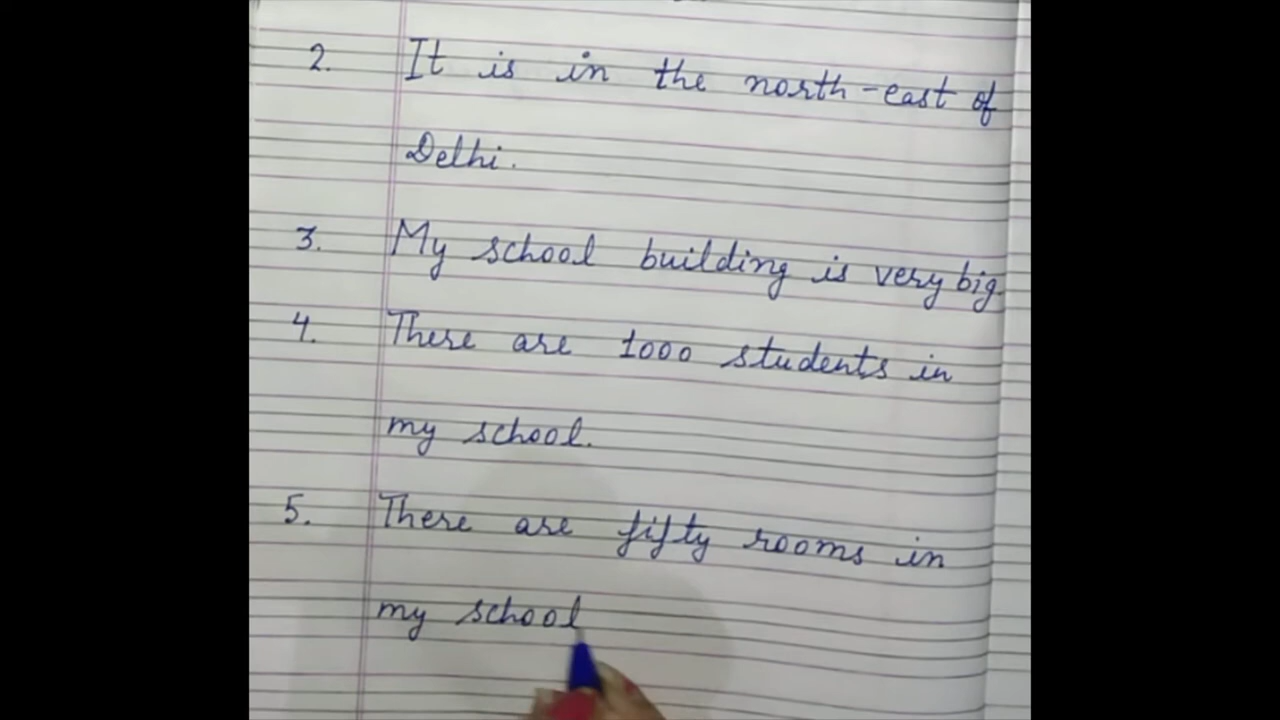 2. It is in the north-east of
Delhi.
3. My school building is very big
4. There are 1000 students in
my school.
5. There are fifty rooms in
my school